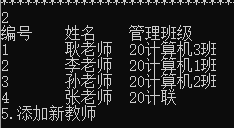 ******************************
2
编号 姓名 管理班级
1 耿老师 20计算机3班
2 李老师 20计算机1班
3 孙老师 20计算机2班
4 张老师 20计联
5.添加新教师